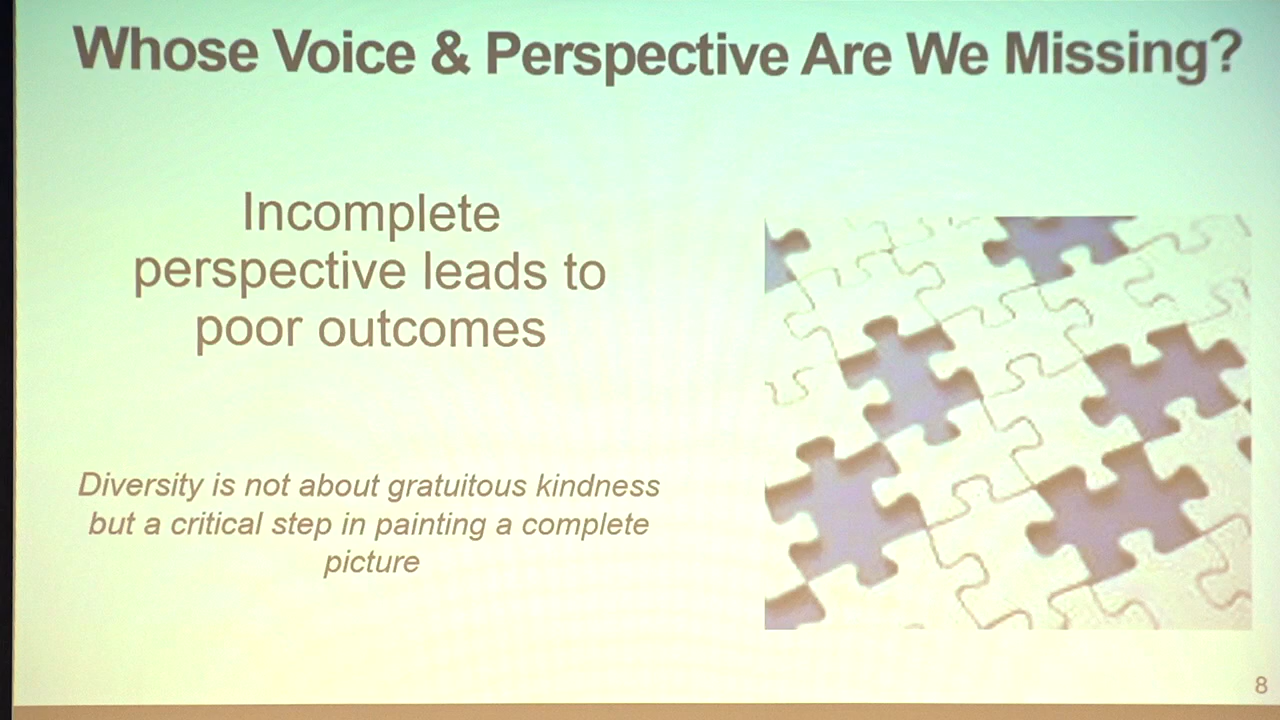 Whose Voice & Perspective Are We Missing?
Incomplete
perspective leads to
poor outcomes
Diversity is not about gratuitous kindness
but a critical step in painting a complete
picture
8